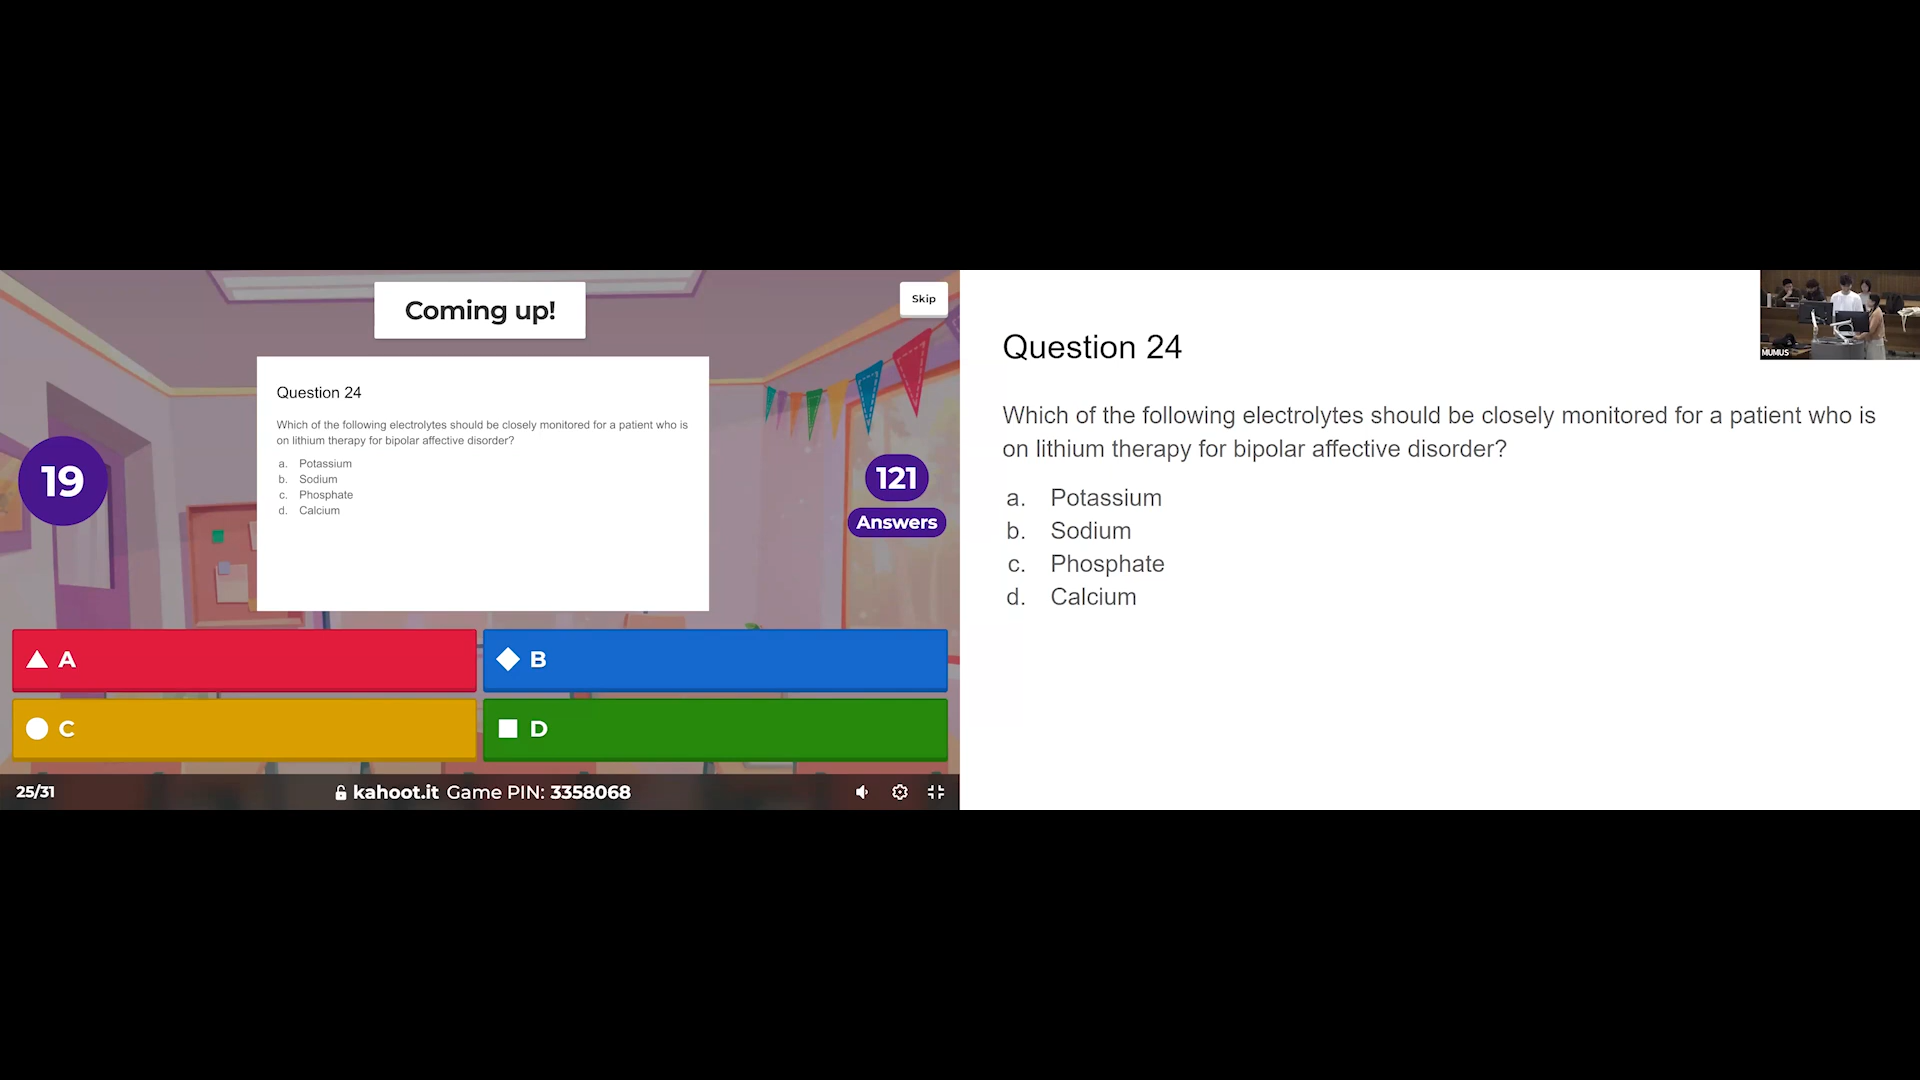 Coming up!
Skip
Question 24
Which of the following electrolytes should be closely monitored for a patient who is
on lithium therapy for bipolar affective disorder?
a. Potassium
b. Sodium
c. Phosphate
d. Calcium
19
121
Answers
A
B
C
D
25/31
kahoot.it Game PIN: 3358068
Question 24
Which of the following electrolytes should be closely monitored for a patient who is
on lithium therapy for bipolar affective disorder?
a. Potassium
b. Sodium
c. Phosphate
d. Calcium
MUMUS